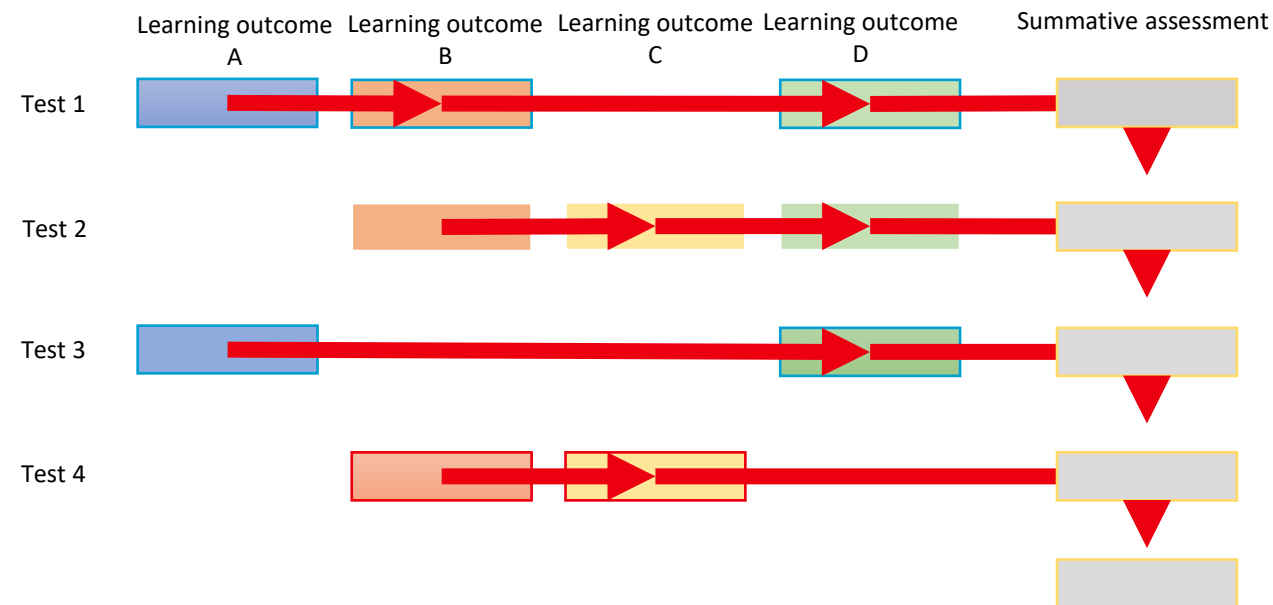 Learning outcome A
Learning outcome B
Learning outcome C
Learning outcome D
Summative assessment
Test 1
Test 2
Test 3
Test 4